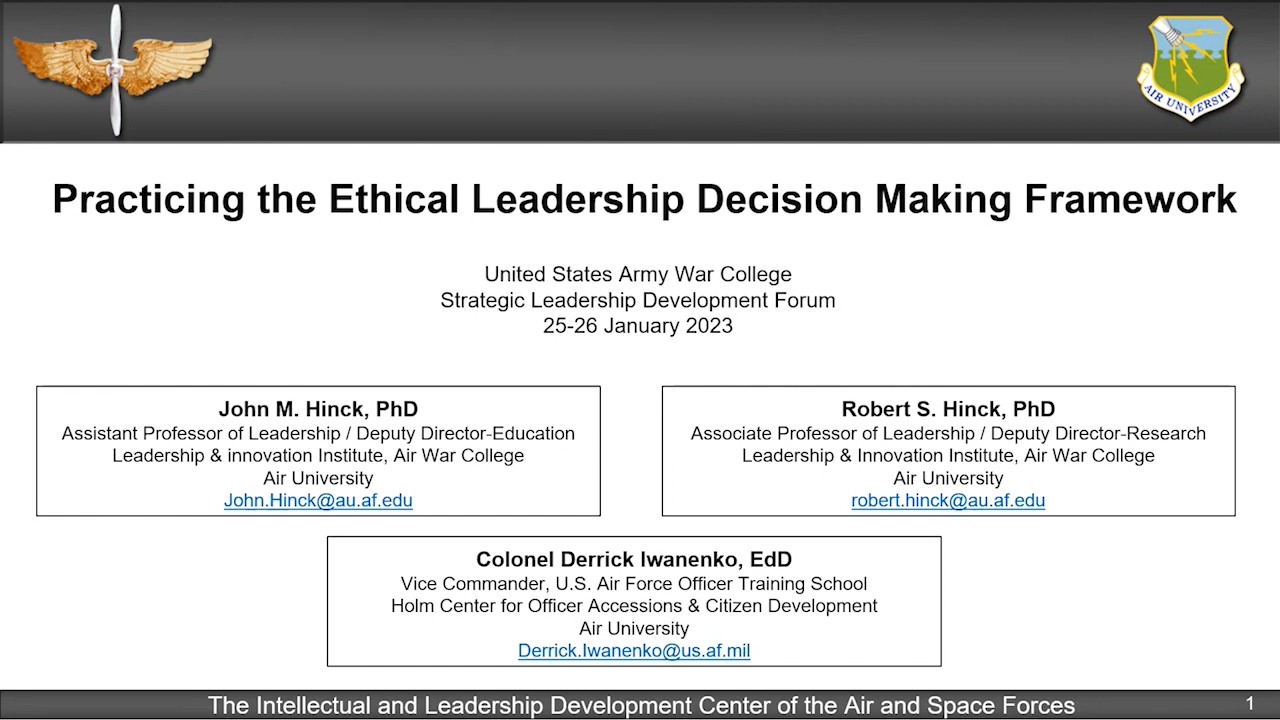 AIR UNIVERSITY
Practicing the Ethical Leadership Decision Making Framework
United States Army War College
Strategic Leadership Development Forum
25-26 January 2023
John M. Hinck, PhD
Assistant Professor of Leadership / Deputy Director-Education
Leadership & innovation Institute, Air War College
Air University
John.Hinck@au.af.edu
Robert S. Hinck, PhD
Associate Professor of Leadership / Deputy Director-Research
Leadership & Innovation Institute, Air War College
Air University
robert.hinck@au.af.edu
Colonel Derrick Iwanenko, EdD
Vice Commander, U.S. Air Force Officer Training School
Holm Center for Officer Accessions & Citizen Development
Air University
Derrick.Iwanenko@us.af.mil
The Intellectual and Leadership Development Center of the Air and Space Forces
1